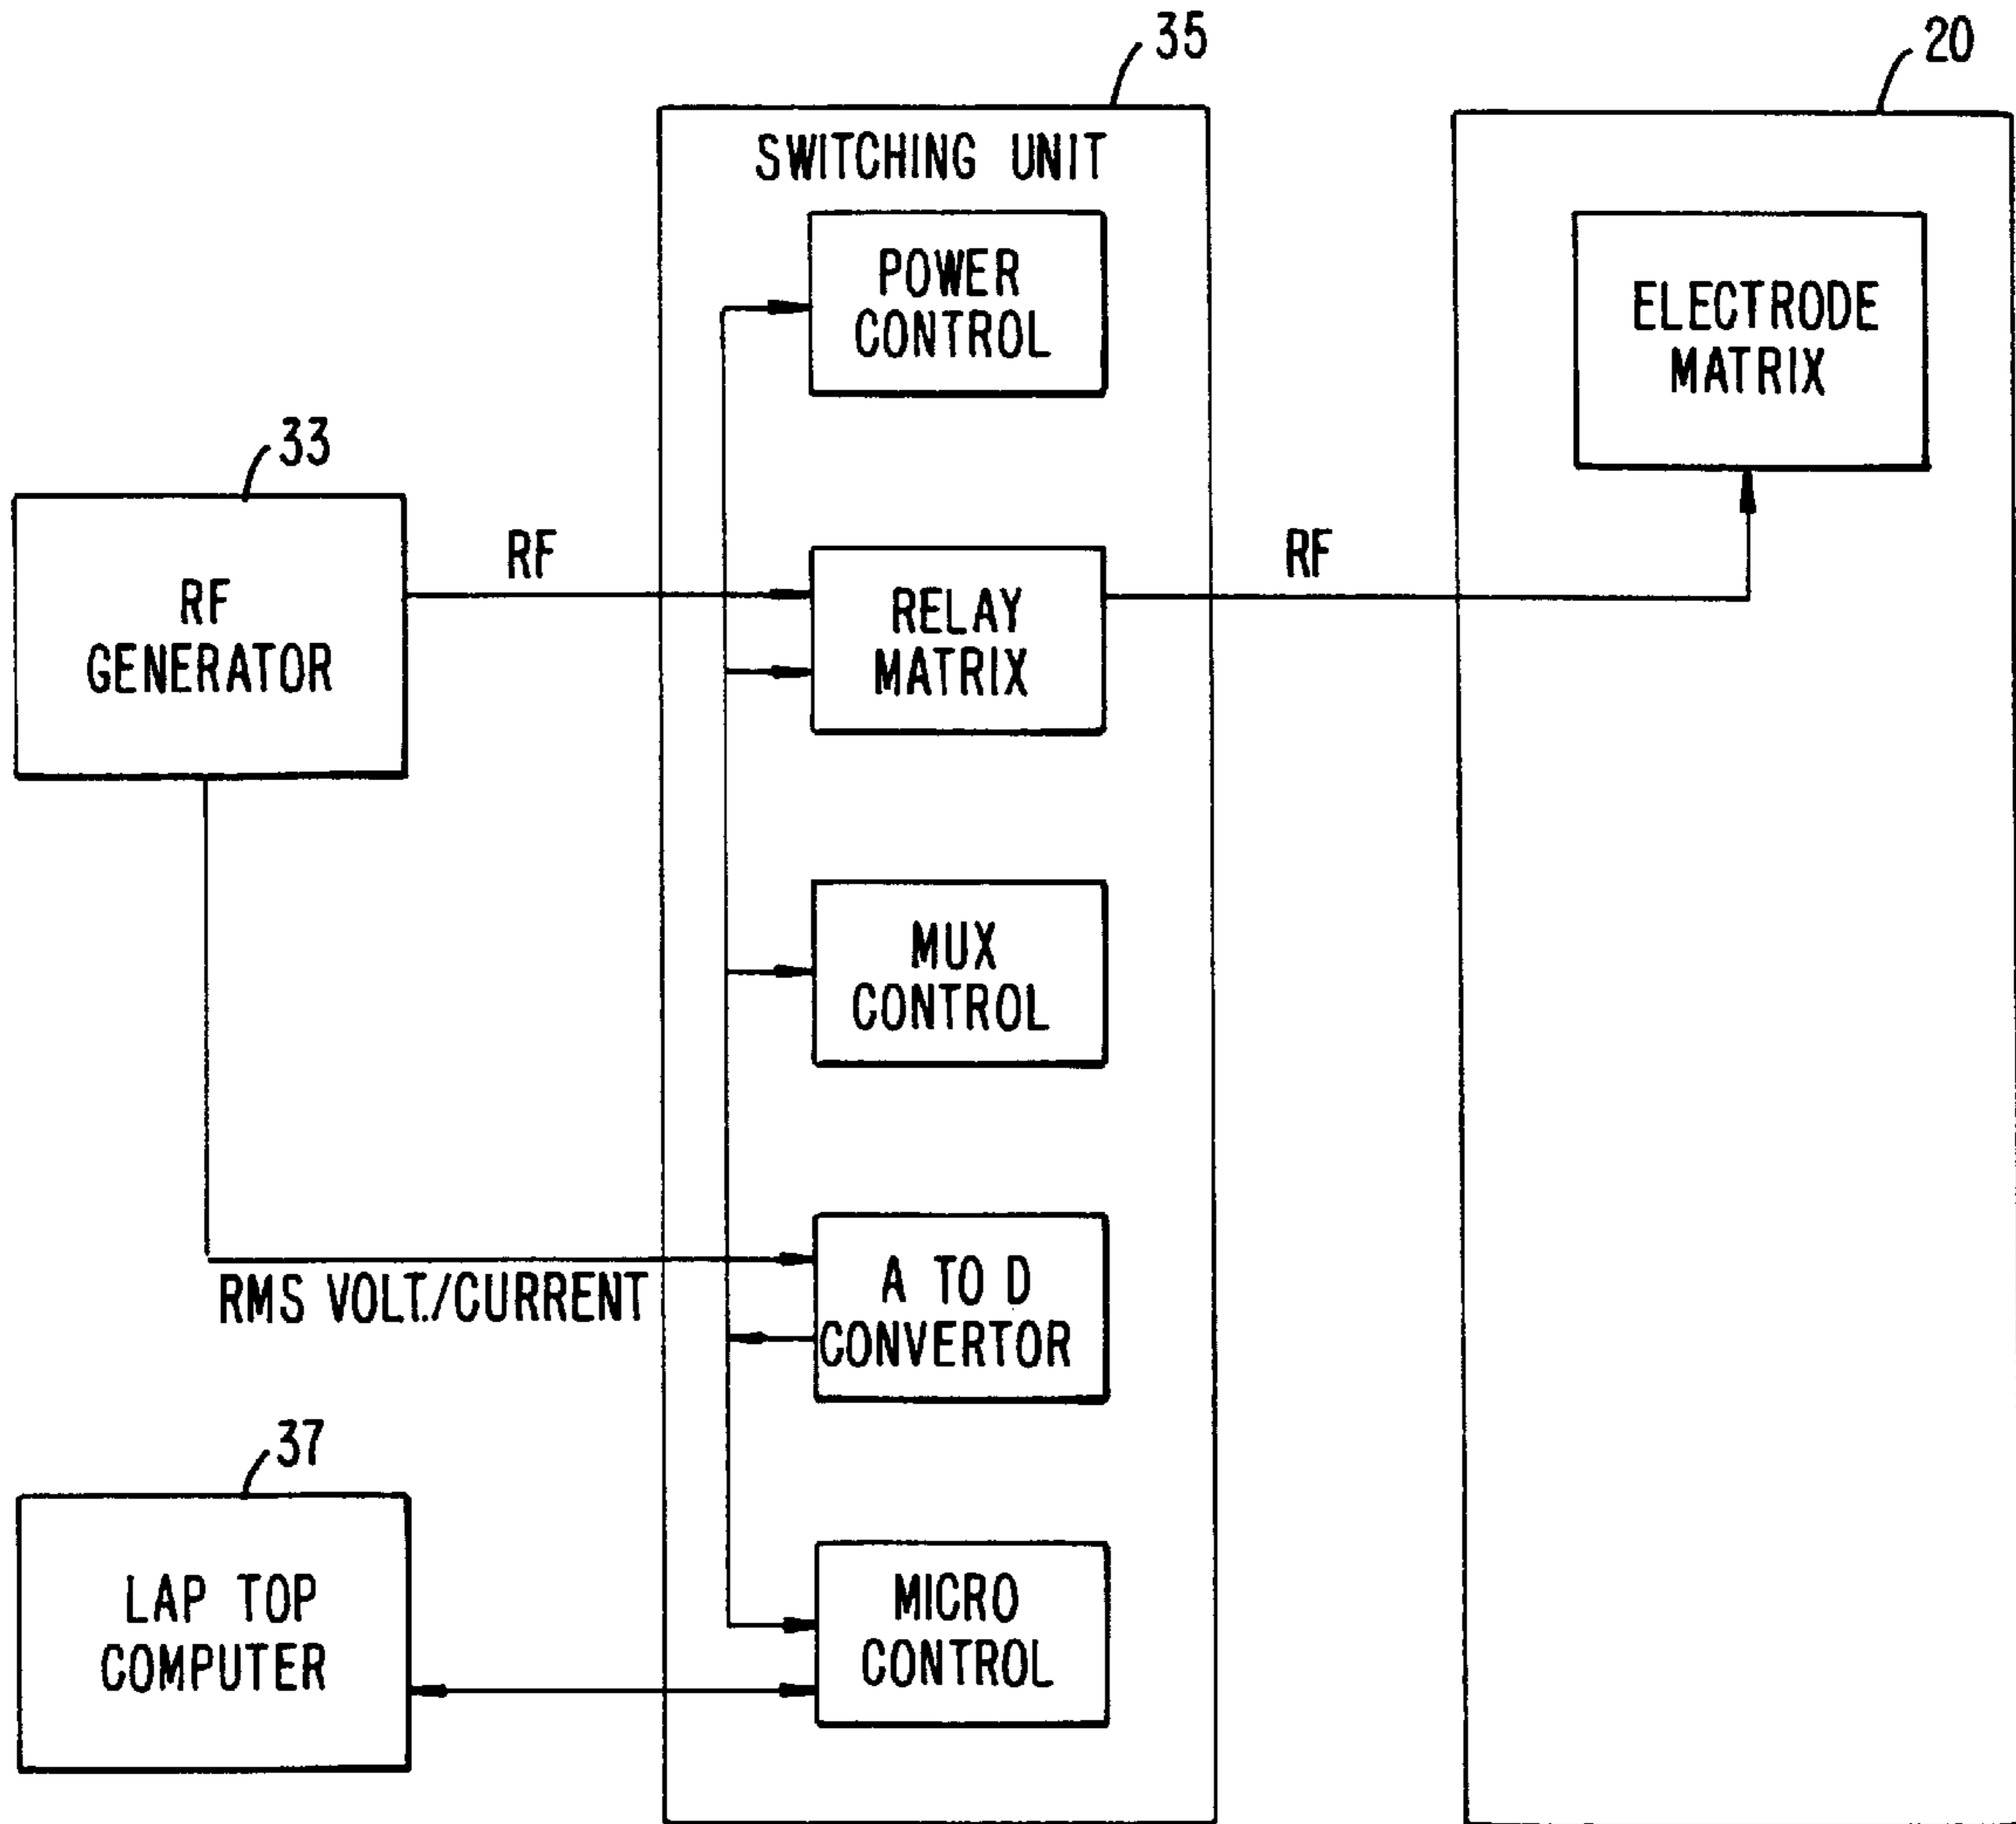 35
20
SWITCHING UNIT
POWER
CONTROL
ELECTRODE
MATRIX
33
RF
GENERATOR
RF
RELAY
MATRIX
RF
MUX
CONTROL
RMS VOLT./CURRENT
A TO D
CONVERTOR
37
LAP TOP
COMPUTER
MICRO
CONTROL